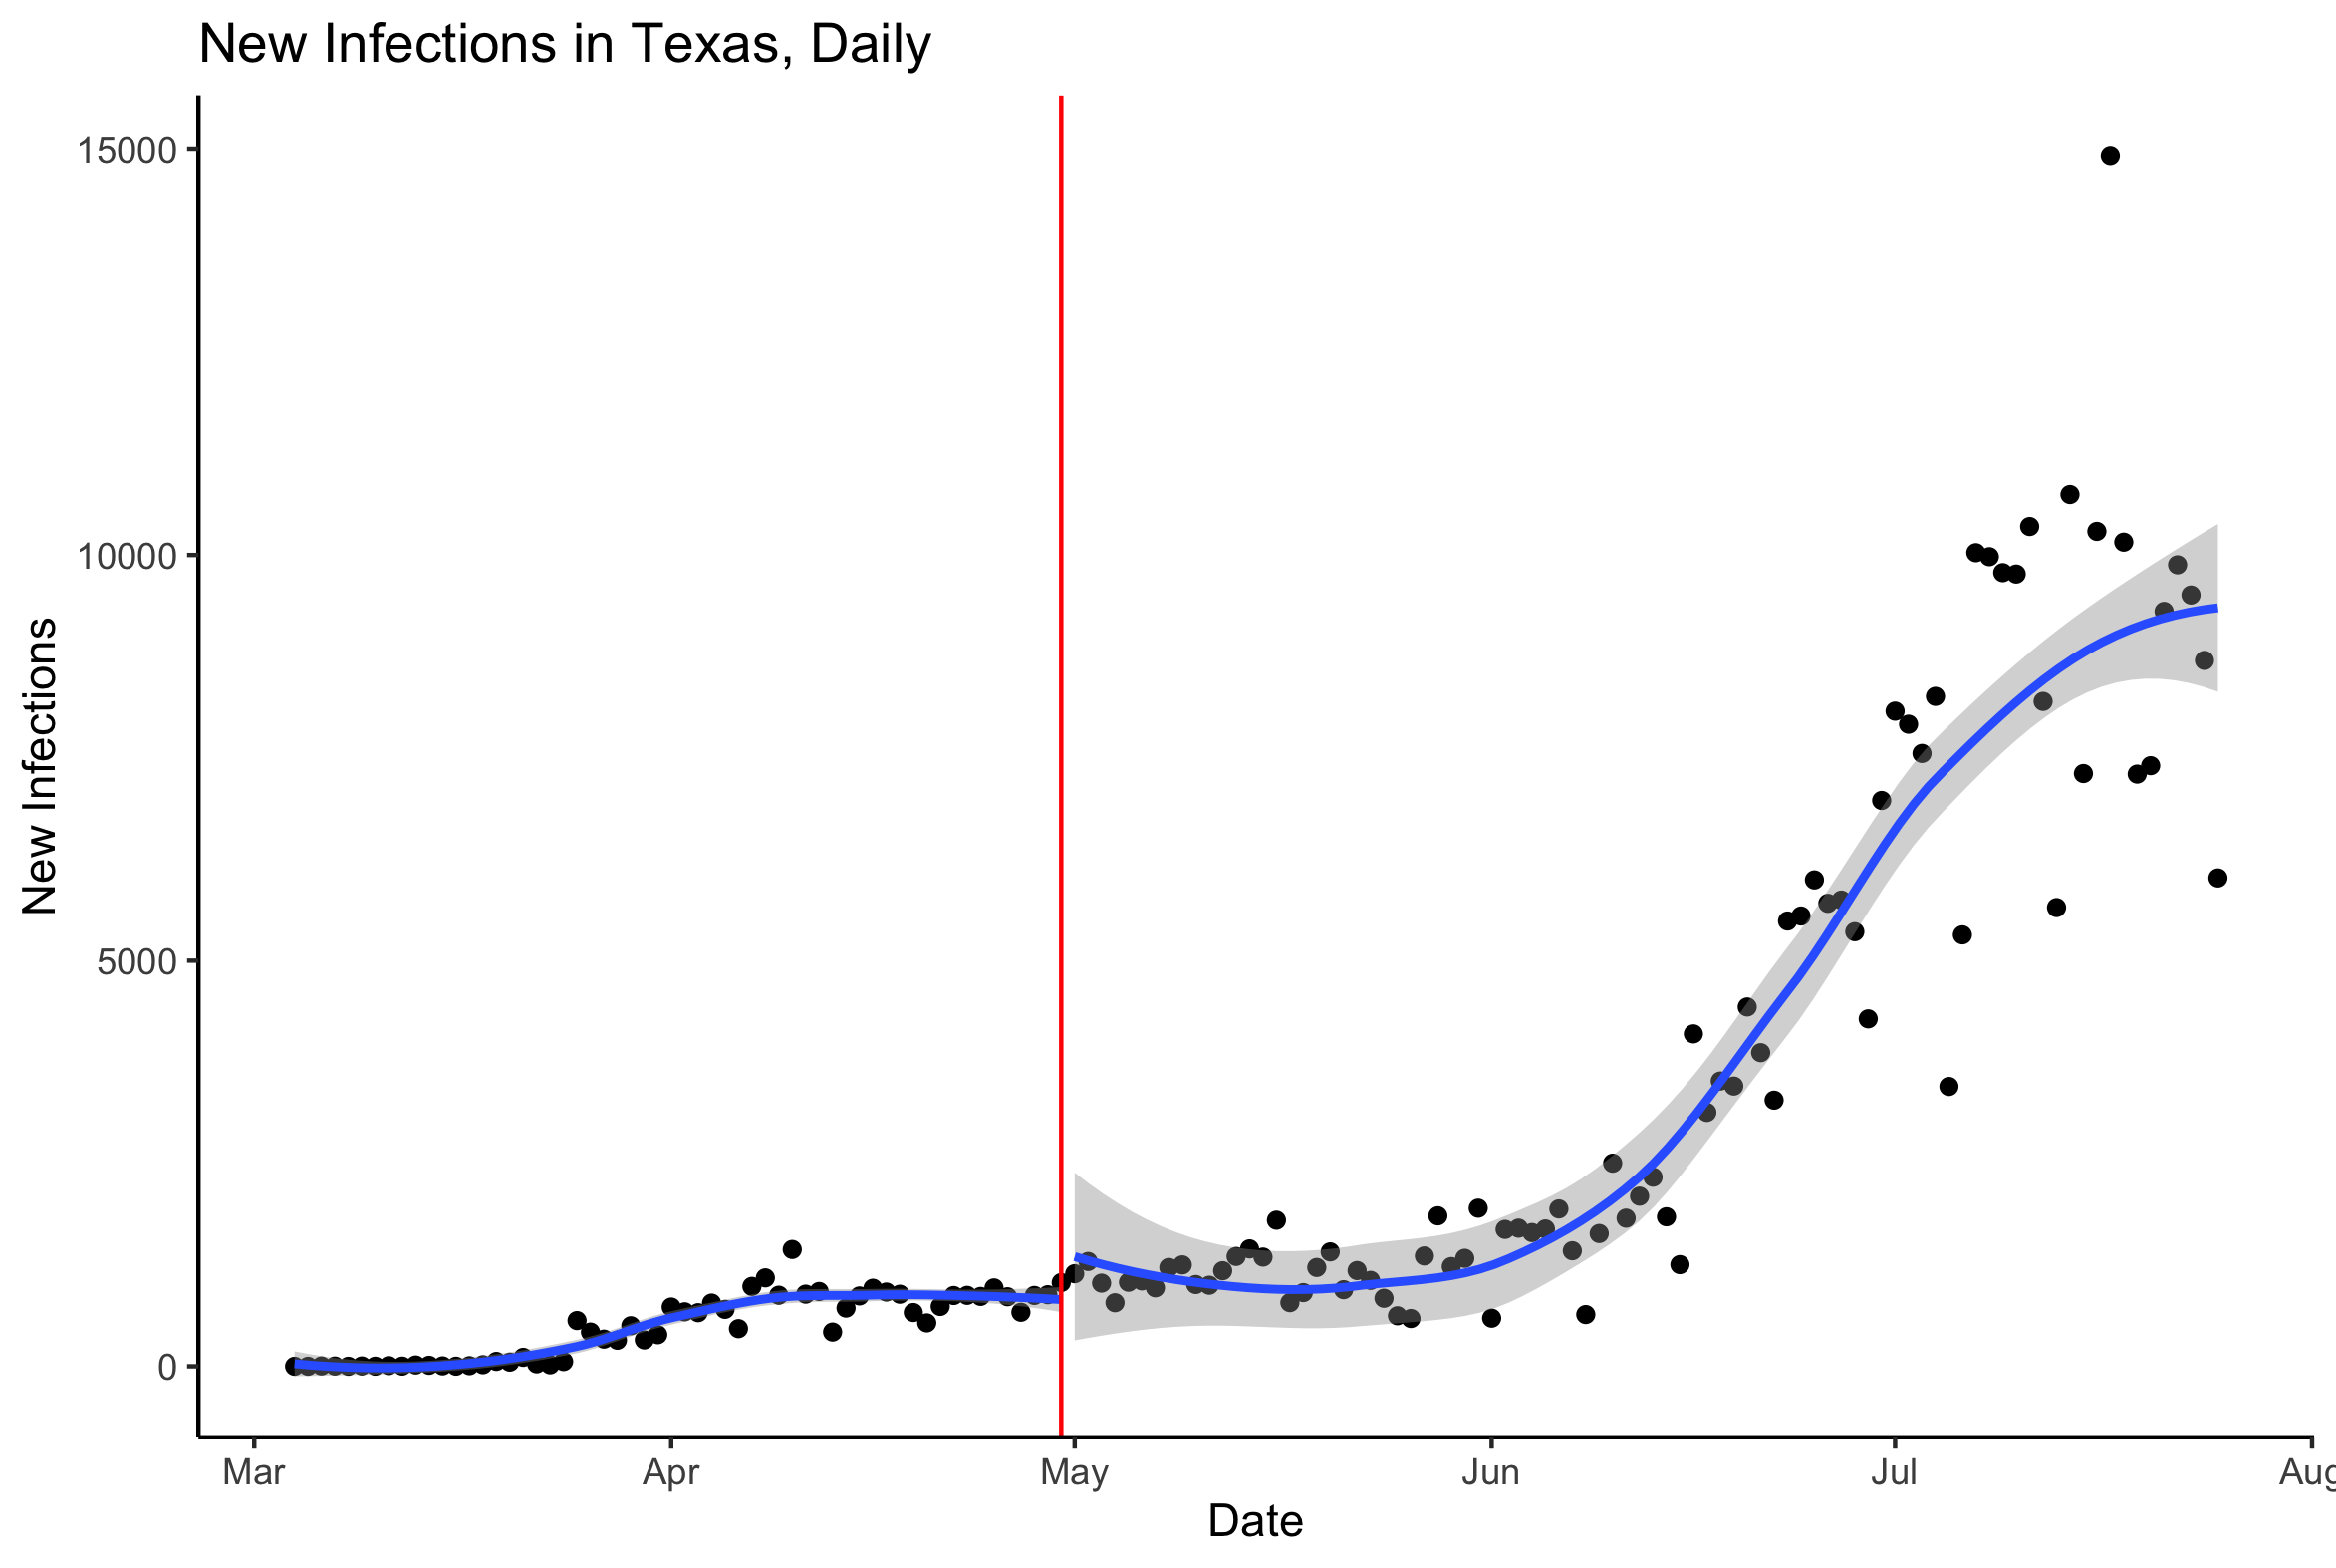 New Infections in Texas, Daily
15000
10000
5000
0
New Infections
Mar Apr May Jun Jul Aug
Date